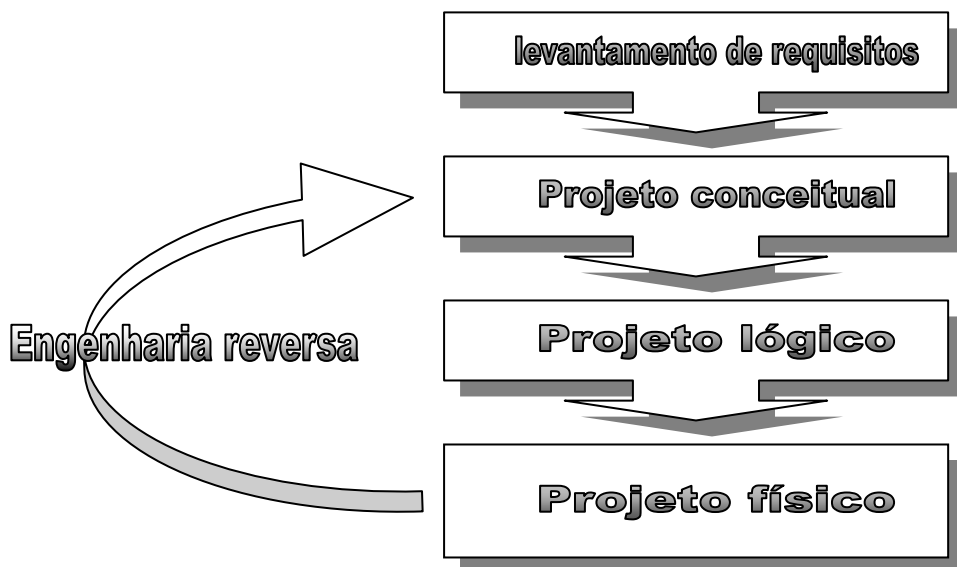 levantamento de requisitos
Projeto conceitual
Engenharia reversa
Projeto lógico
Projeto físico